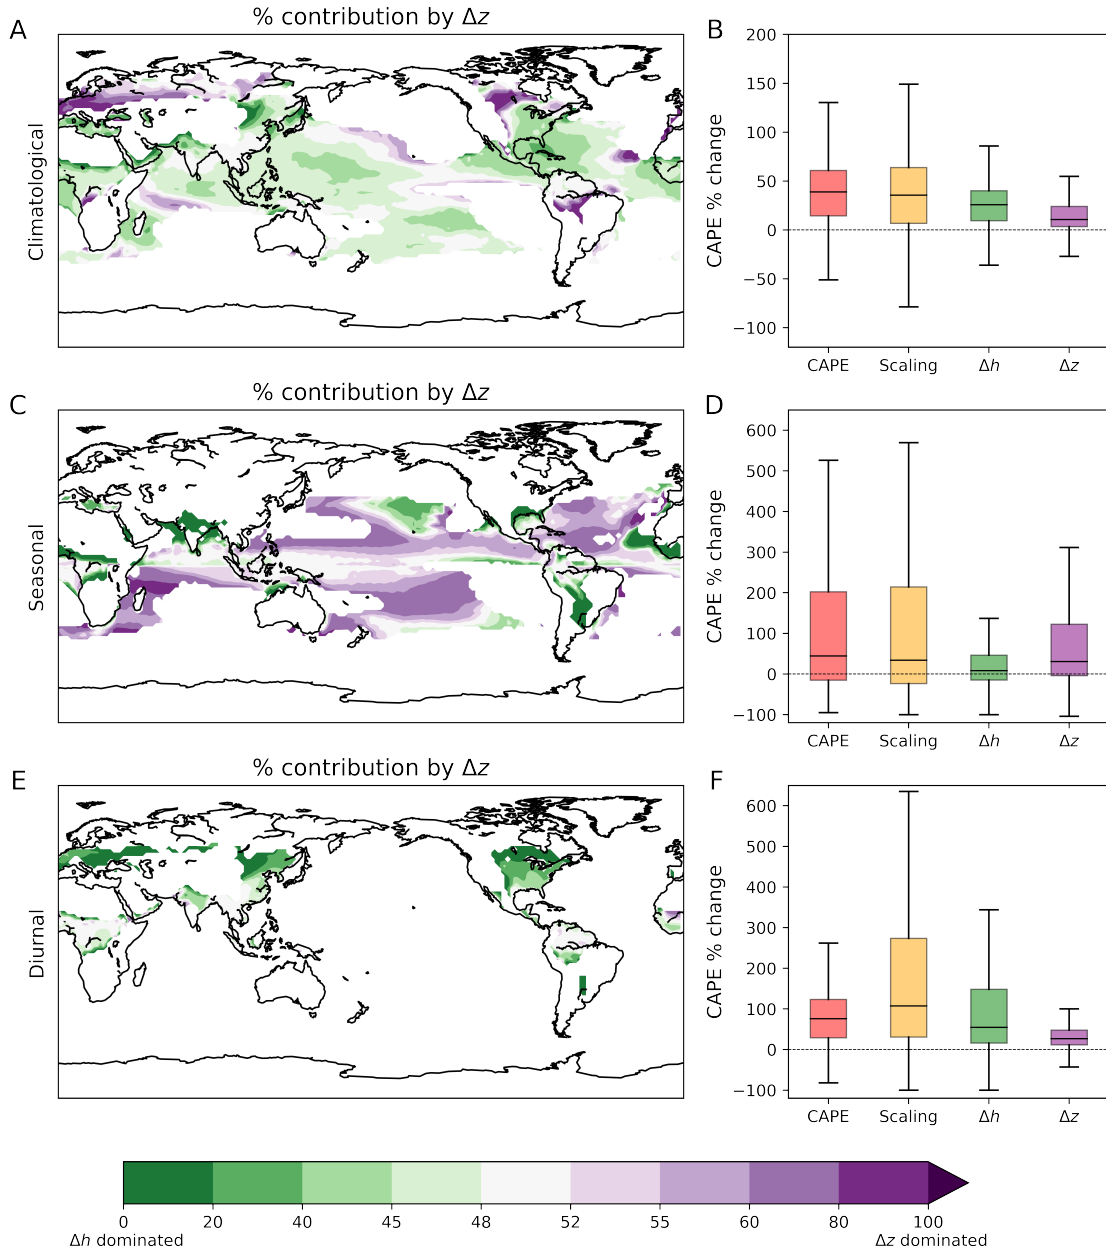 A
% contribution by Δz
Climatological
B
CAPE % change
200
150
100
50
0
−50
−100
CAPE Scaling Δh Δz
C
% contribution by Δz
Seasonal
D
CAPE % change
600
500
400
300
200
100
0
−100
CAPE Scaling Δh Δz
E
% contribution by Δz
Diurnal
F
CAPE % change
600
500
400
300
200
100
0
−100
CAPE Scaling Δh Δz
0 20 40 45 48 52 55 60 80 100
Δh dominated Δz dominated